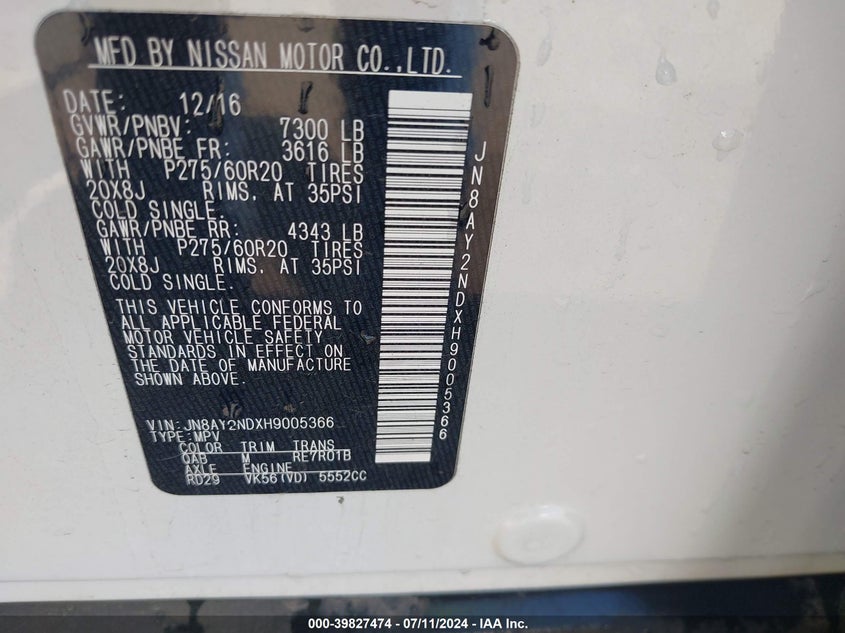 MFD BY NISSAN MOTOR CO.,LTD.
DATE: 12/16
GVWR/PNBV: 7300 LB
GAWR/PNBE FR: 3616 LB
WITH P275/60R20 TIRES
20X8J RIMS, AT 35PSI
COLD SINGLE.
GAWR/PNBE RR: 4343 LB
WITH P275/60R20 TIRES
20X8J RIMS, AT 35PSI
COLD SINGLE.
THIS VEHICLE CONFORMS TO
ALL APPLICABLE FEDERAL
MOTOR VEHICLE SAFETY
STANDARDS IN EFFECT ON
THE DATE OF MANUFACTURE
SHOWN ABOVE.
VIN:JN8AY2NDXH9005366
TYPE:MPV
COLOR TRIM TRANS
QAB M RE7R01B
AXLE ENGINE
RD29 VK56(VD) 5552CC
JN8AY2NDXH9005366
000-39827474 - 07/11/2024 - IAA Inc.